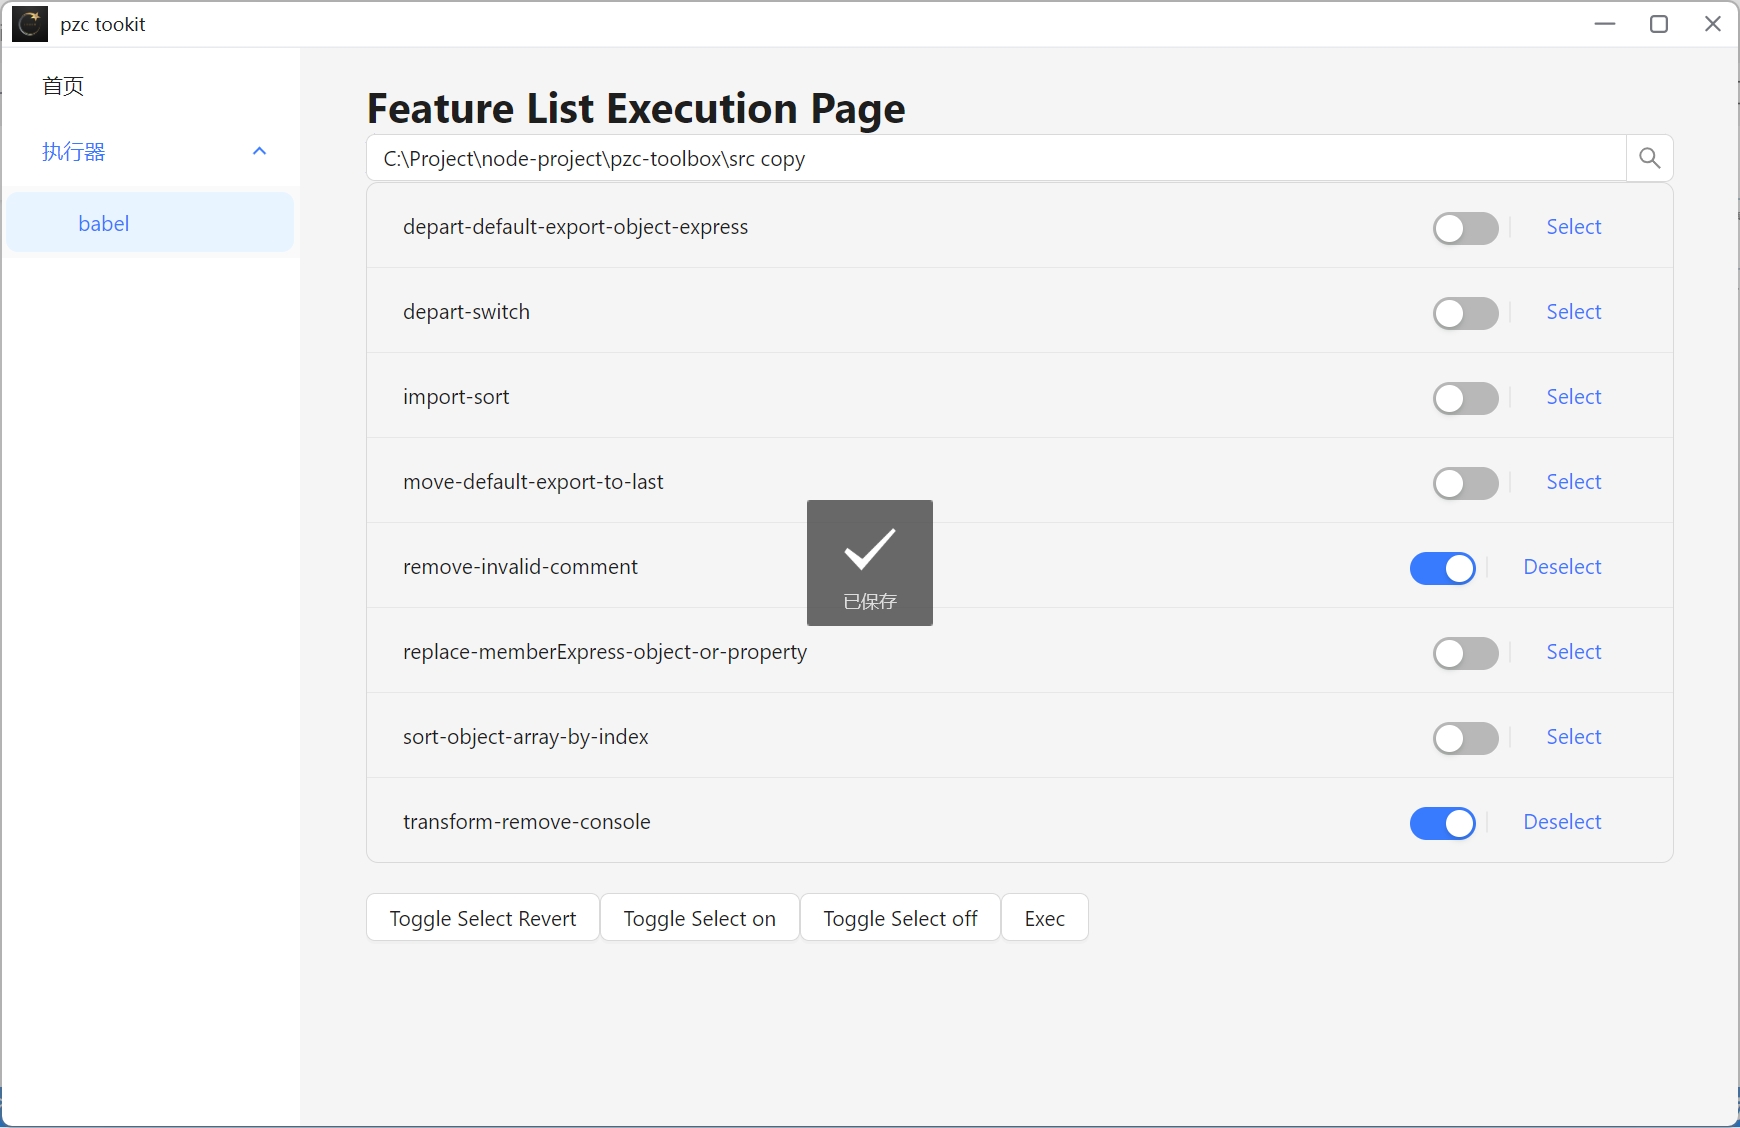 pzc tookit
首页
执行器
babel
Feature List Execution Page
C:\Project\node-project\pzc-toolbox\src copy
depart-default-export-object-express Select
depart-switch Select
import-sort Select
move-default-export-to-last Select
remove-invalid-comment Deselect
已保存
replace-memberExpress-object-or-property Select
sort-object-array-by-index Select
transform-remove-console Deselect
Toggle Select Revert Toggle Select on Toggle Select off Exec